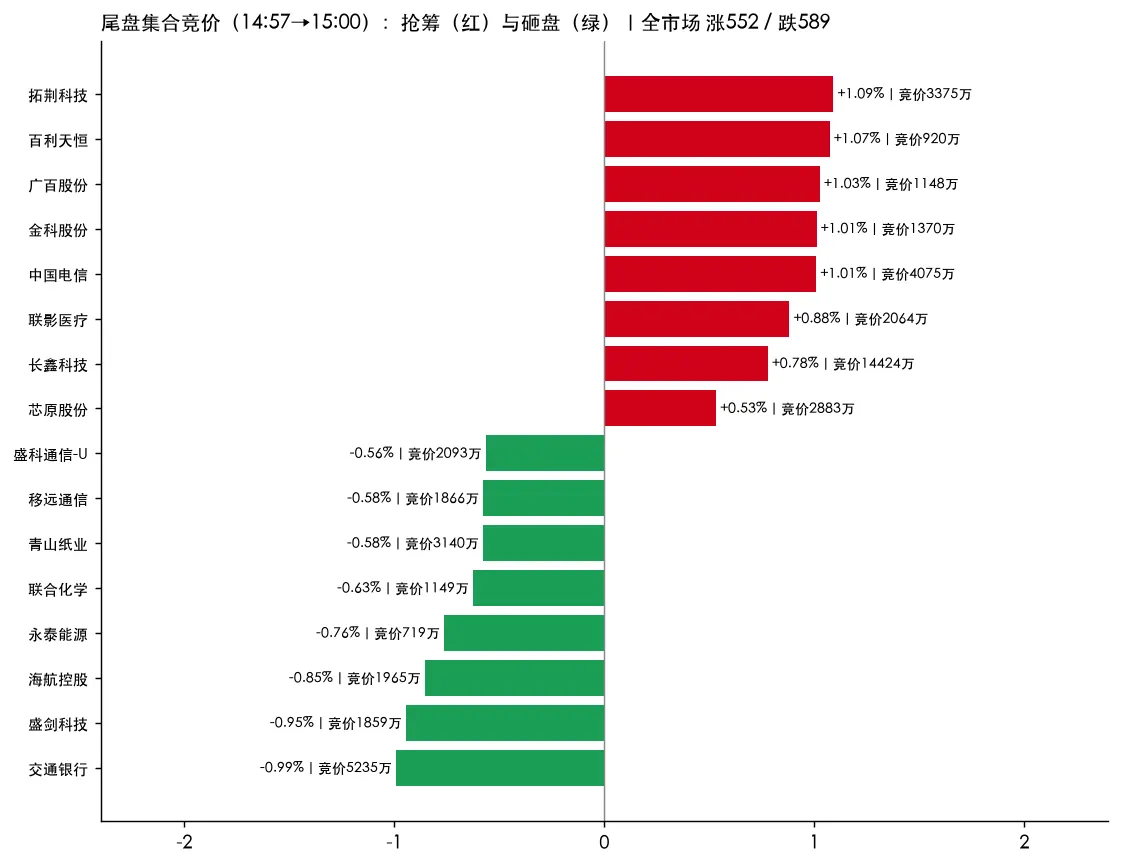 尾盘集合竞价（14:57→15:00）：抢筹（红）与砸盘（绿）｜全市场 涨552 / 跌589
拓荆科技 +1.09%｜竞价3375万
百利天恒 +1.07%｜竞价920万
广百股份 +1.03%｜竞价1148万
金科股份 +1.01%｜竞价1370万
中国电信 +1.01%｜竞价4075万
联影医疗 +0.88%｜竞价2064万
长鑫科技 +0.78%｜竞价14424万
芯原股份 +0.53%｜竞价2883万
盛科通信-U -0.56%｜竞价2093万
移远通信 -0.58%｜竞价1866万
青山纸业 -0.58%｜竞价3140万
联合化学 -0.63%｜竞价1149万
永泰能源 -0.76%｜竞价719万
海航控股 -0.85%｜竞价1965万
盛剑科技 -0.95%｜竞价1859万
交通银行 -0.99%｜竞价5235万
-2 -1 0 1 2